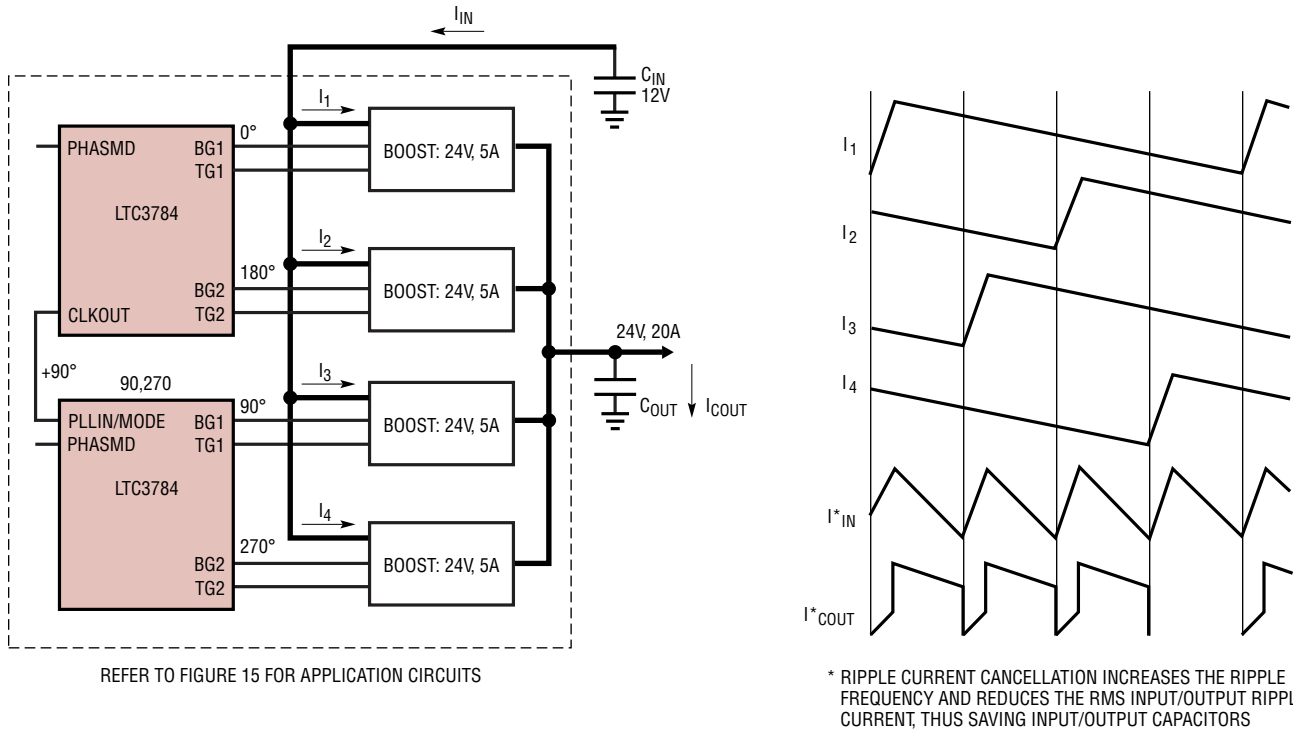 I_IN
C_IN
12V
I_1
0°
PHASMD
BG1
TG1
LTC3784
BOOST: 24V, 5A
I_2
180°
BG2
TG2
CLKOUT
BOOST: 24V, 5A
24V, 20A
+90°
90,270
I_3
90°
PLLIN/MODE
BG1
PHASMD
TG1
LTC3784
BOOST: 24V, 5A
C_OUT
I_COUT
I_4
270°
BG2
TG2
BOOST: 24V, 5A
REFER TO FIGURE 15 FOR APPLICATION CIRCUITS
I_1
I_2
I_3
I_4
I*_IN
I*_COUT
* RIPPLE CURRENT CANCELLATION INCREASES THE RIPPLE
FREQUENCY AND REDUCES THE RMS INPUT/OUTPUT RIPPL
CURRENT, THUS SAVING INPUT/OUTPUT CAPACITORS